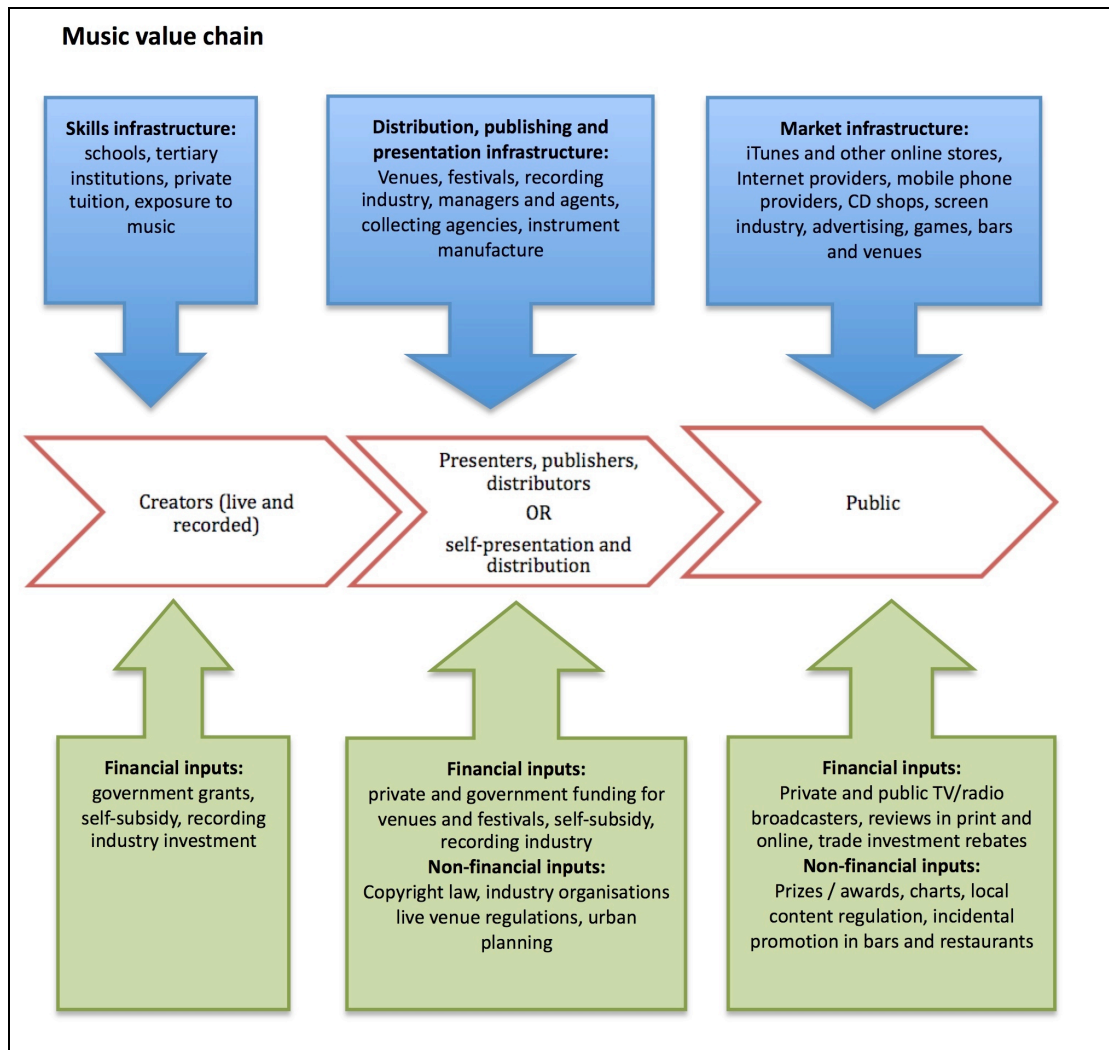 Music value chain
Skills infrastructure:
schools, tertiary
institutions, private
tuition, exposure to
music
Distribution, publishing and
presentation infrastructure:
Venues, festivals, recording
industry, managers and agents,
collecting agencies, instrument
manufacture
Market infrastructure:
iTunes and other online stores,
Internet providers, mobile phone
providers, CD shops, screen
industry, advertising, games, bars
and venues
Creators (live and
recorded)
Presenters, publishers,
distributors
OR
self-presentation and
distribution
Public
Financial inputs:
government grants,
self-subsidy, recording
industry investment
Financial inputs:
private and government funding for
venues and festivals, self-subsidy,
recording industry
Non-financial inputs:
Copyright law, industry organisations
live venue regulations, urban
planning
Financial inputs:
Private and public TV/radio
broadcasters, reviews in print and
online, trade investment rebates
Non-financial inputs:
Prizes / awards, charts, local
content regulation, incidental
promotion in bars and restaurants